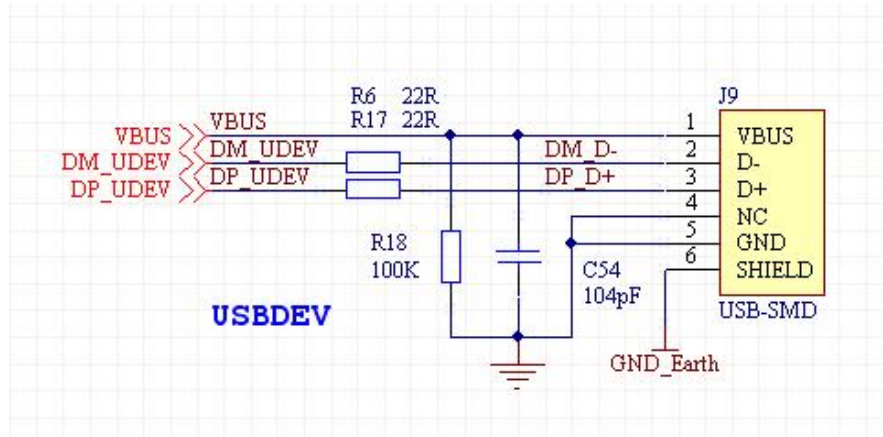 R6 22R
R17 22R
J9
VBUS
DM_UDEV
DP_UDEV
VBUS
DM_UDEV
DP_UDEV
DM_D-
DP_D+
1
2
3
4
5
6
VBUS
D-
D+
NC
GND
SHIELD
USB-SMD
R18
100K
C54
104pF
USBDEV
GND_Earth